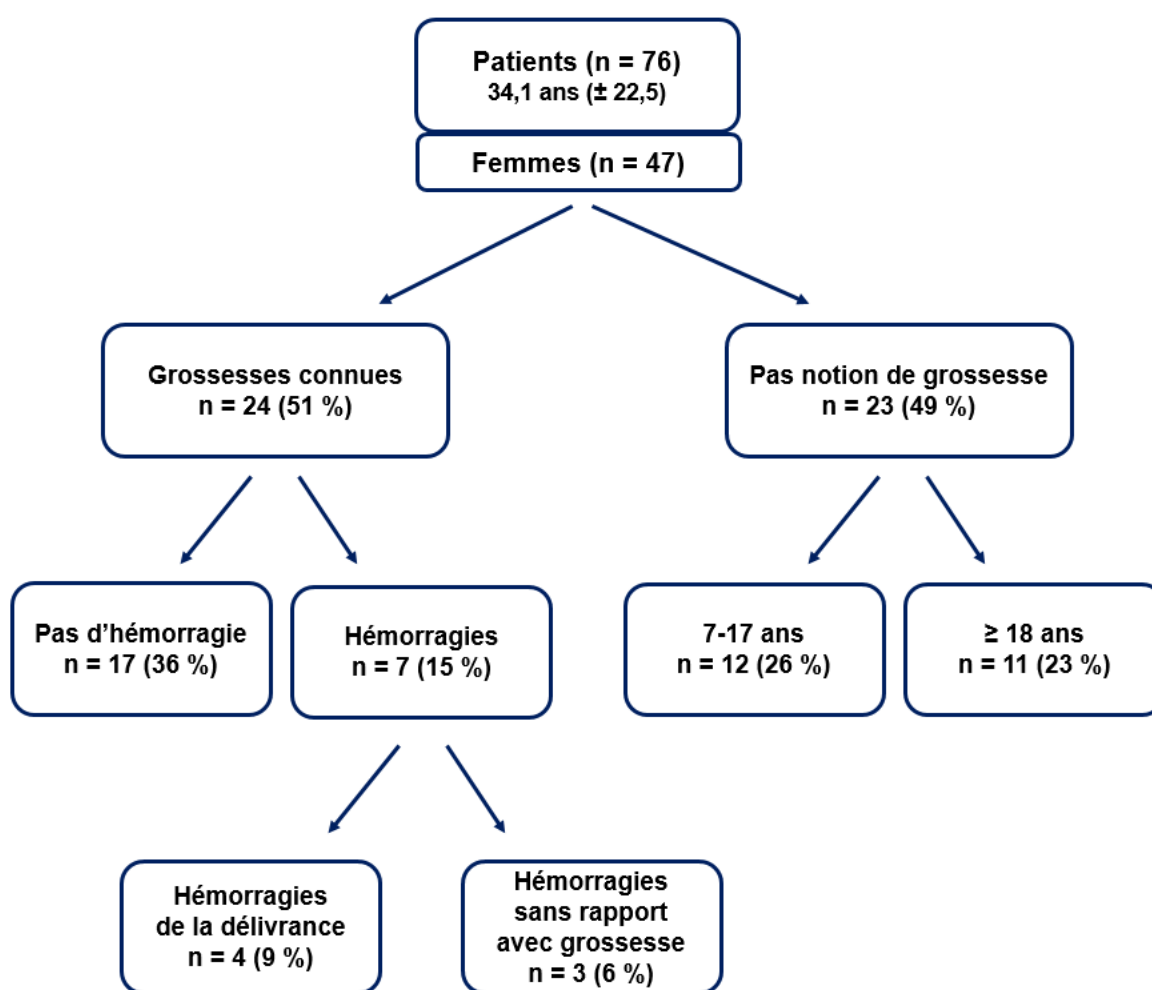 Patients (n = 76)
34,1 ans (± 22,5)
Femmes (n = 47)
Grossesses connues
n = 24 (51 %)
Pas notion de grossesse
n = 23 (49 %)
Pas d’hémorragie
n = 17 (36 %)
Hémorragies
n = 7 (15 %)
7-17 ans
n = 12 (26 %)
≥ 18 ans
n = 11 (23 %)
Hémorragies
de la délivrance
n = 4 (9 %)
Hémorragies
sans rapport
avec grossesse
n = 3 (6 %)